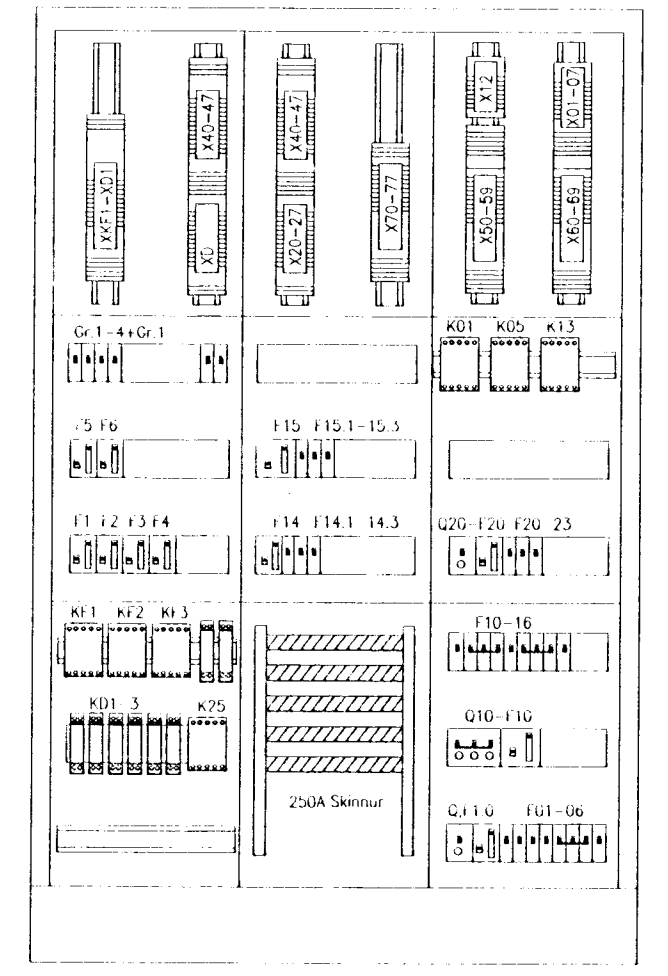 XKF1-XD1
X40-47
XD
X40-47
X20-27
X70-77
X12
X50-59
X01-07
X60-69
Gr.1-4+Gr.1
K01 K05 K13
F5 F6
F15 F15.1-15.3
F1 F2 F3 F4
F14 F14.1 14.3
Q20-F20 F20 23
KF1 KF2 KF3
F10-16
KD1-3 K25
Q10-F10
250A Skinnur
Q,F1.0 F01-06